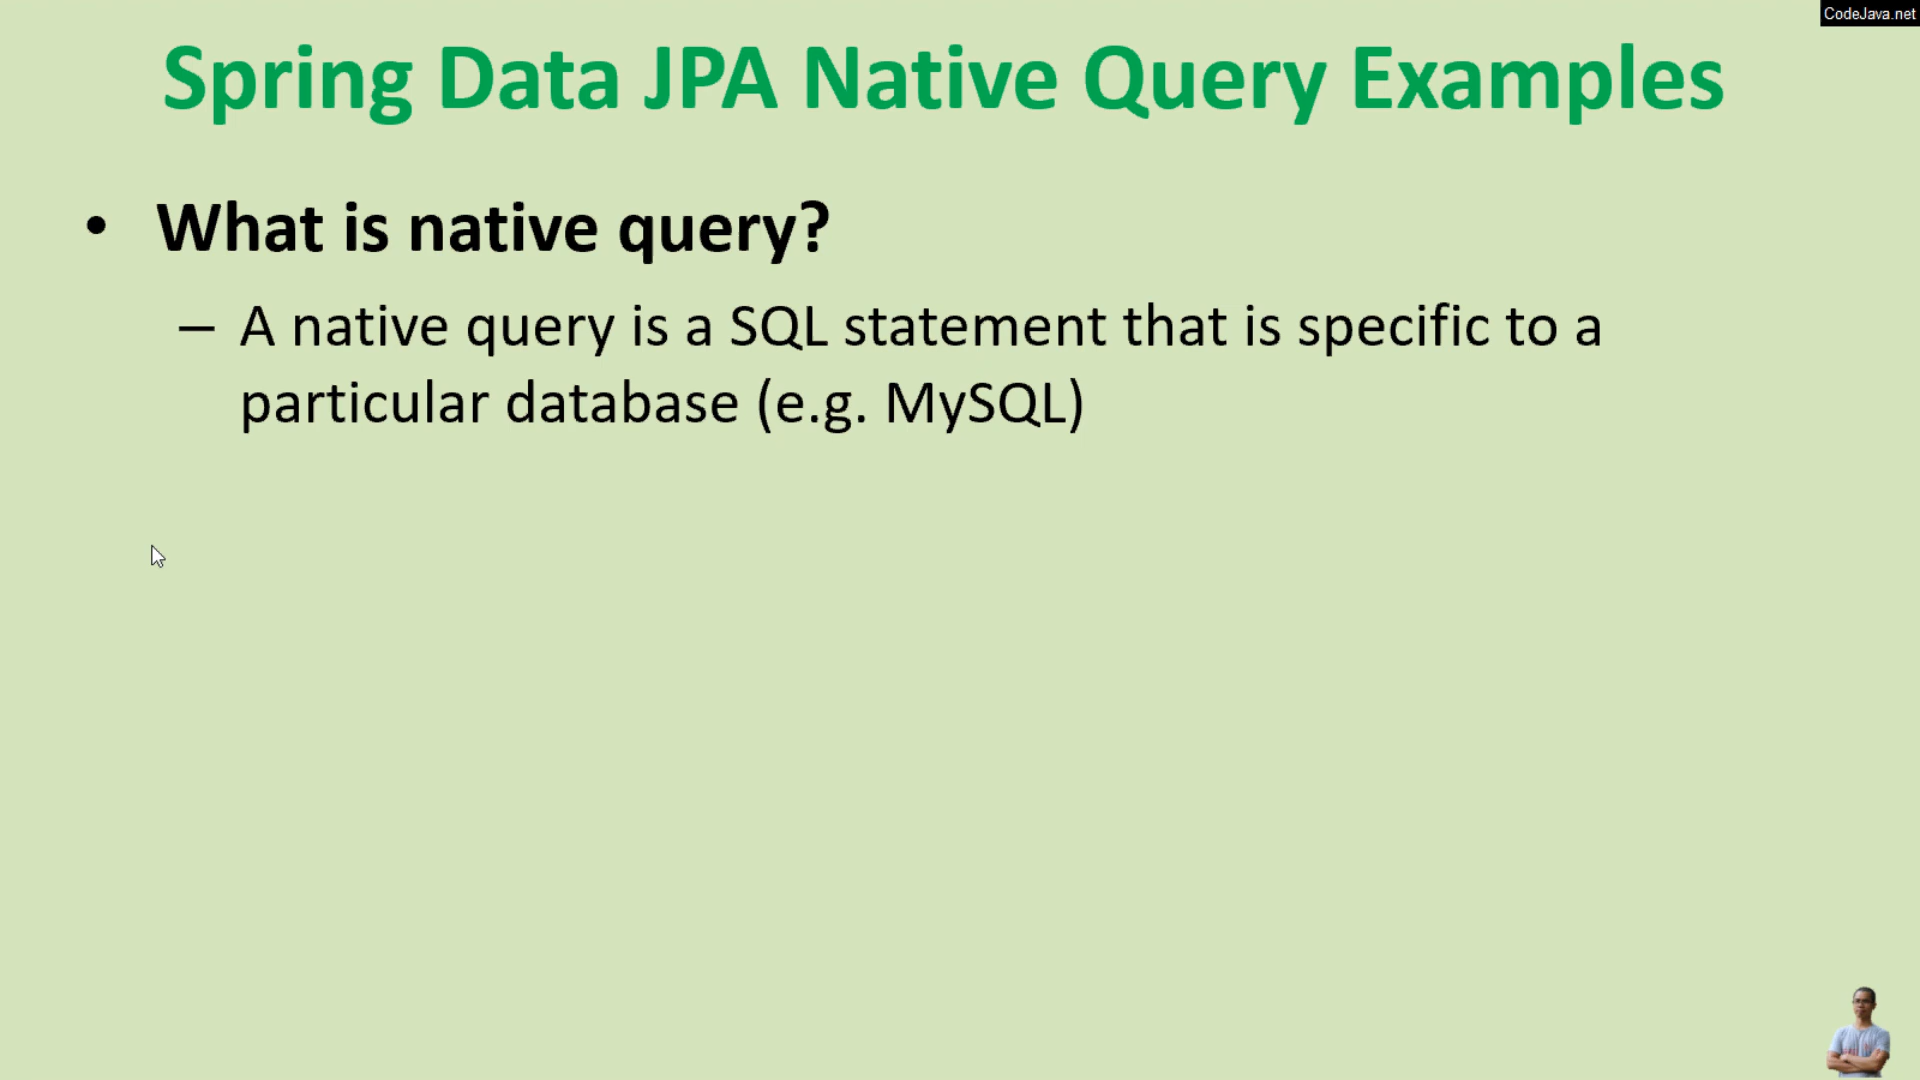 CodeJava.net
Spring Data JPA Native Query Examples
• What is native query?
– A native query is a SQL statement that is specific to a
particular database (e.g. MySQL)